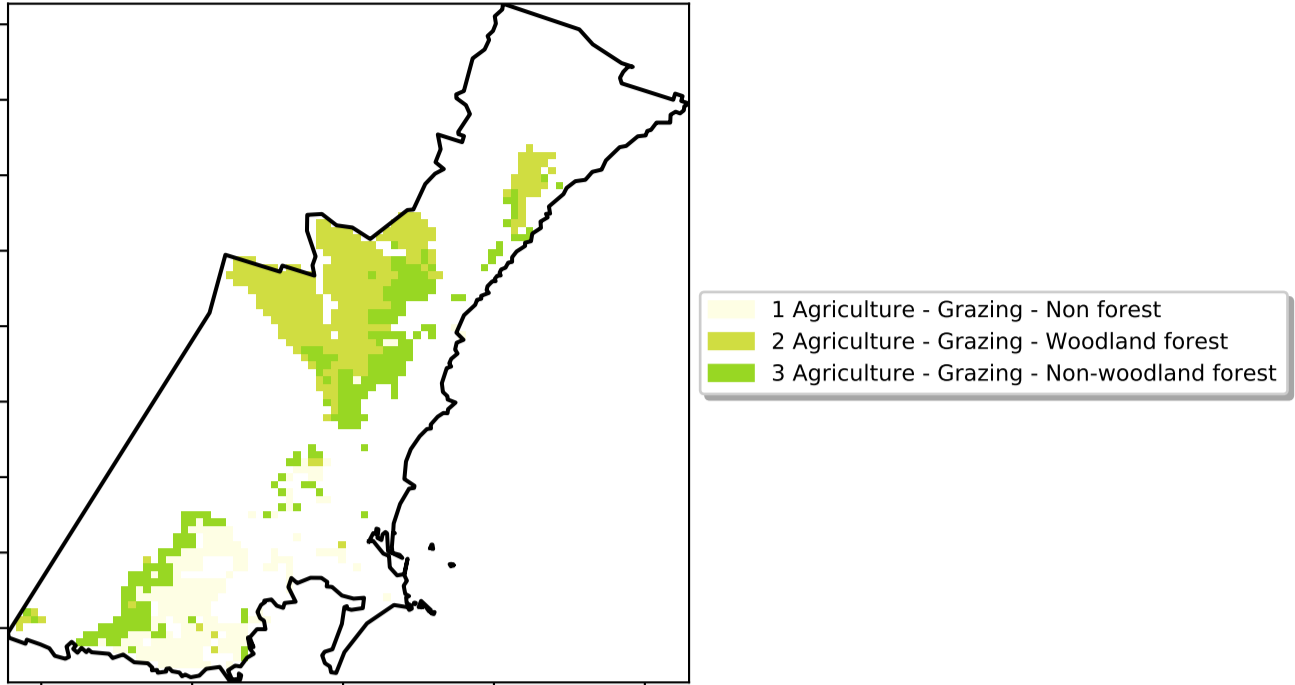 1 Agriculture - Grazing - Non forest
2 Agriculture - Grazing - Woodland forest
3 Agriculture - Grazing - Non-woodland forest